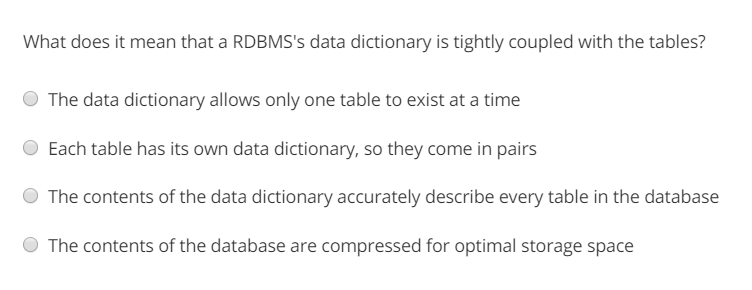 What does it mean that a RDBMS's data dictionary is tightly coupled with the tables?
The data dictionary allows only one table to exist at a time
Each table has its own data dictionary, so they come in pairs
The contents of the data dictionary accurately describe every table in the database
The contents of the database are compressed for optimal storage space